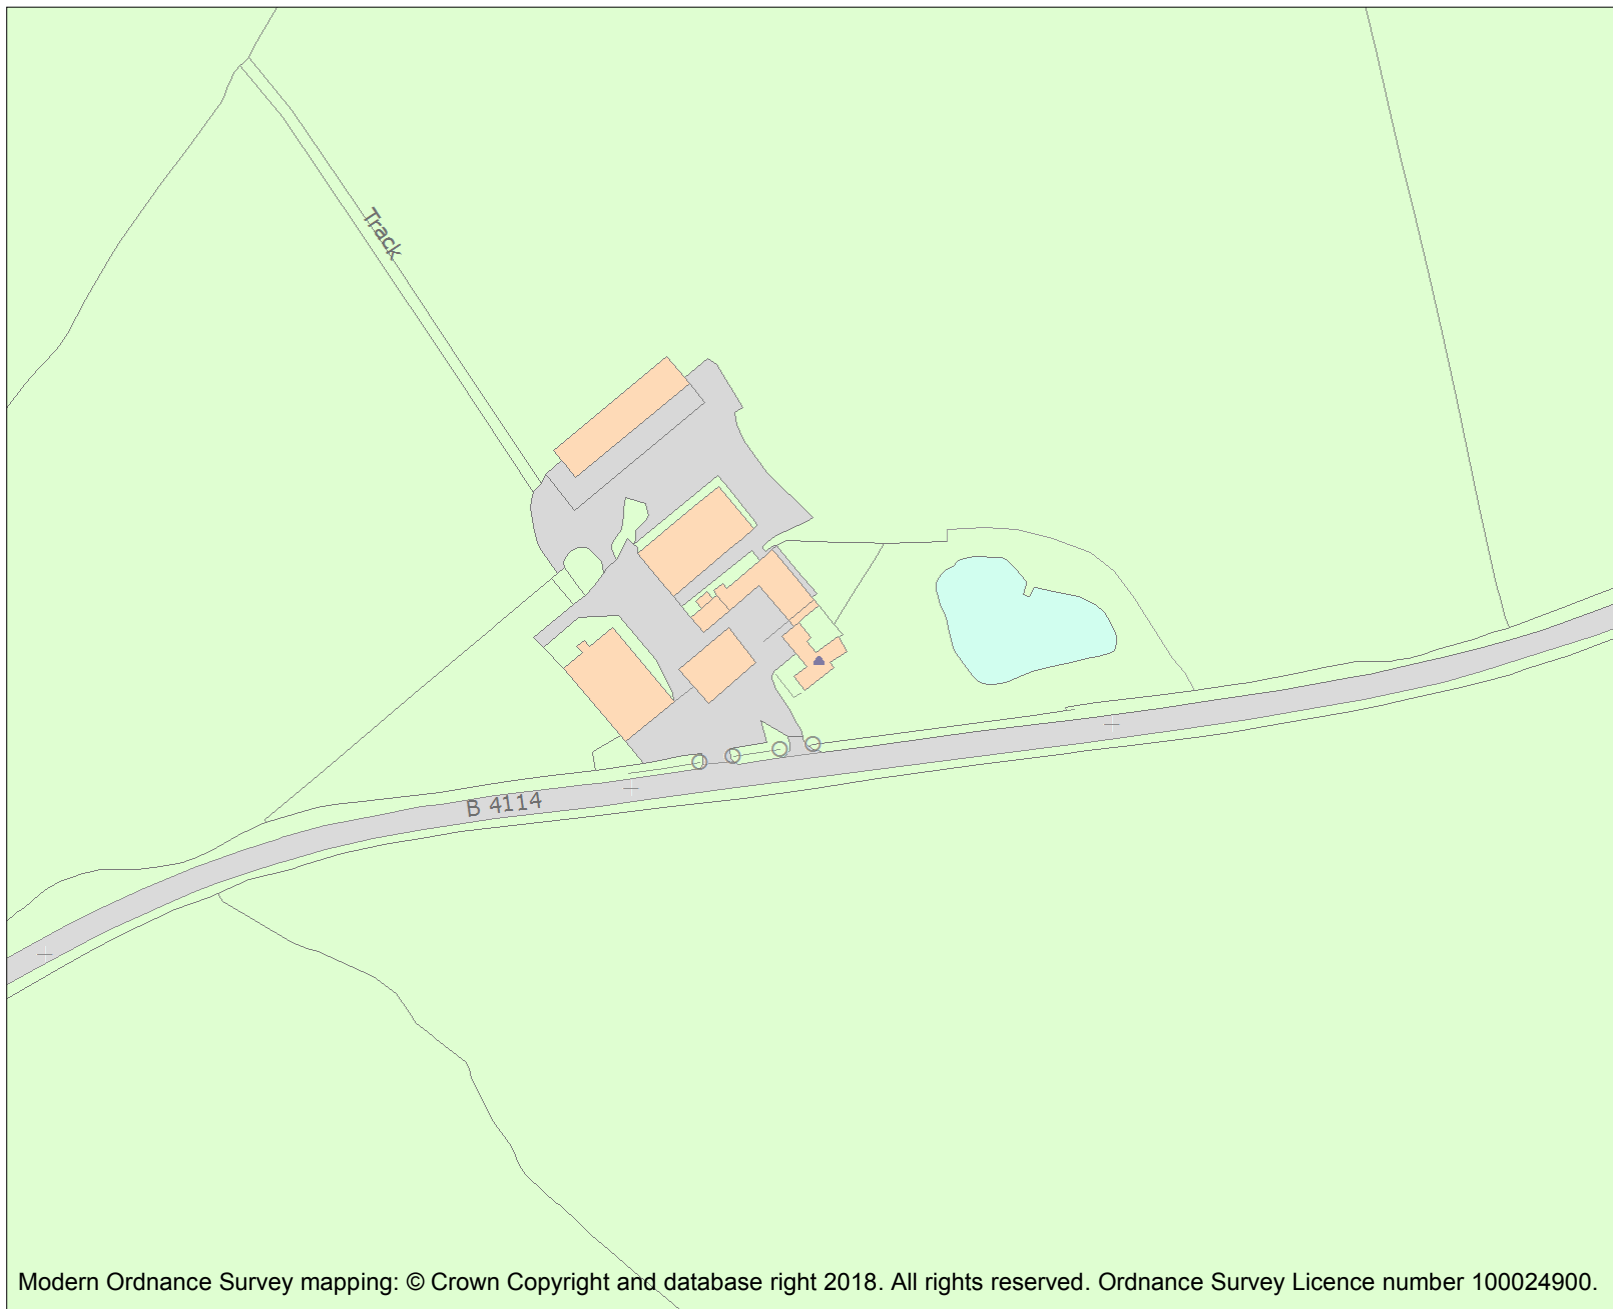 Track
B 4114
Modern Ordnance Survey mapping: © Crown Copyright and database right 2018. All rights reserved. Ordnance Survey Licence number 100024900.